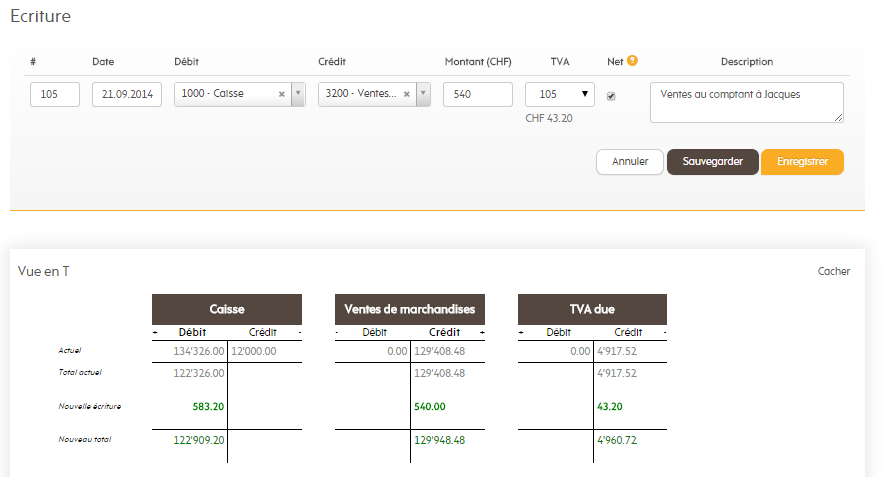 Ecriture
# Date Débit Crédit Montant (CHF) TVA Net ? Description
105 21.09.2014 1000 - Caisse × 3200 - Ventes... × 540 105 Ventes au comptant à Jacques
CHF 43.20
Annuler Sauvegarder Enregistrer
Vue en T Cacher
Caisse Ventes de marchandises TVA due
+ Débit Crédit - - Débit Crédit + + Débit Crédit -
Actuel 134'326.00 12'000.00 0.00 129'408.48 0.00 4'917.52
Total actuel 122'326.00 129'408.48 4'917.52
Nouvelle écriture 583.20 540.00 43.20
Nouveau total 122'909.20 129'948.48 4'960.72